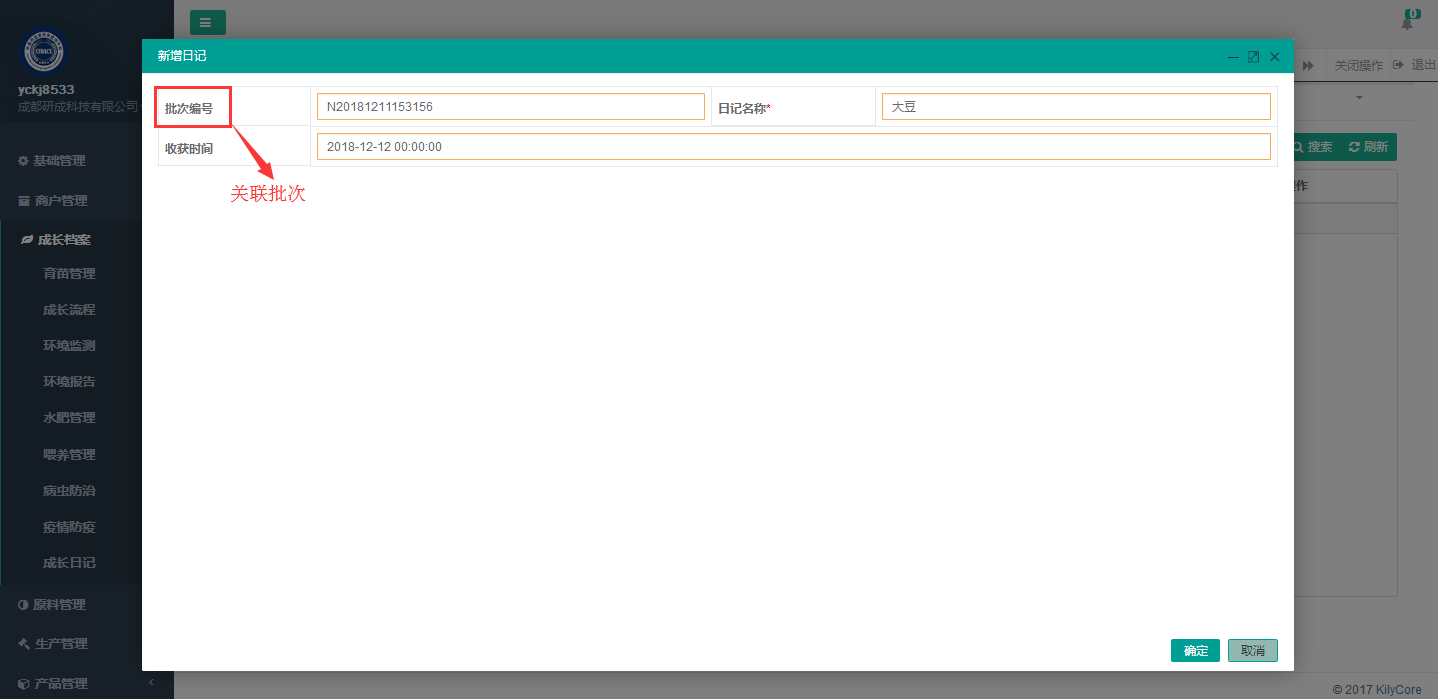 0
yckj8533
成都研成科技有限公司
关闭操作
退出
新增日记
批次编号
N20181211153156
日记名称*
大豆
收获时间
2018-12-12 00:00:00
关联批次
搜索
刷新
作
基础管理
商户管理
成长档案
育苗管理
成长流程
环境监测
环境报告
水肥管理
喂养管理
病虫防治
疫情防疫
成长日记
原料管理
生产管理
产品管理
确定
取消
© 2017 KilyCore